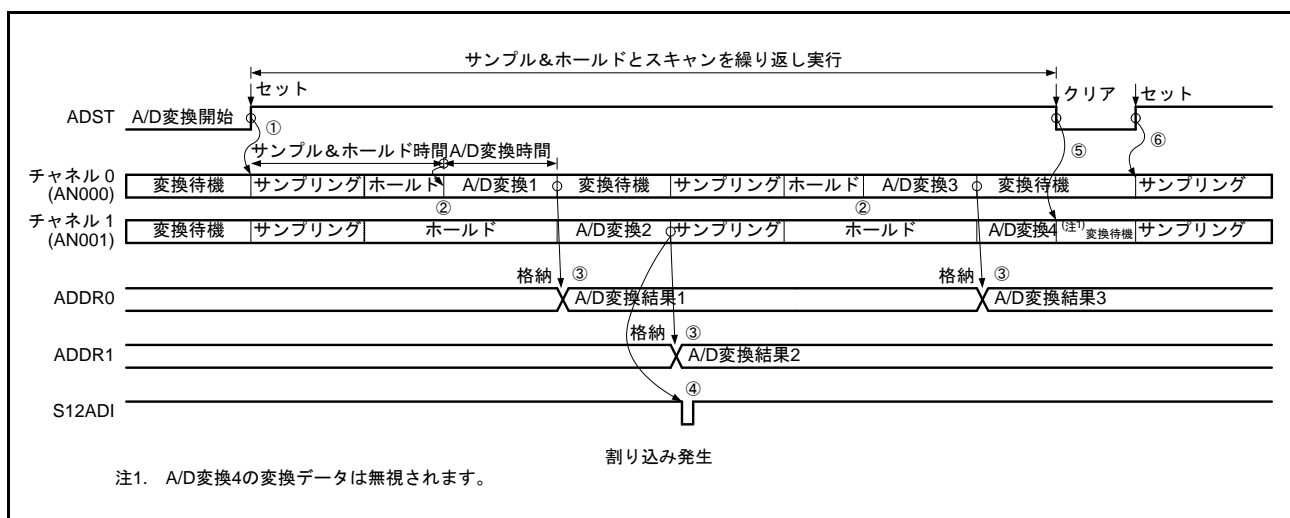 サンプル＆ホールドとスキャンを繰り返し実行
セット
クリア
セット
ADST
A/D変換開始
①
⑤
⑥
サンプル＆ホールド時間
A/D変換時間
チャネル0
(AN000)
変換待機
サンプリング
ホールド
A/D変換1
変換待機
サンプリング
ホールド
A/D変換3
変換待機
サンプリング
②
②
チャネル1
(AN001)
変換待機
サンプリング
ホールド
A/D変換2
サンプリング
ホールド
A/D変換4
(注1)
変換待機
サンプリング
格納
③
格納
③
ADDR0
A/D変換結果1
A/D変換結果3
格納
③
ADDR1
A/D変換結果2
④
S12ADI
割り込み発生
注1. A/D変換4の変換データは無視されます。